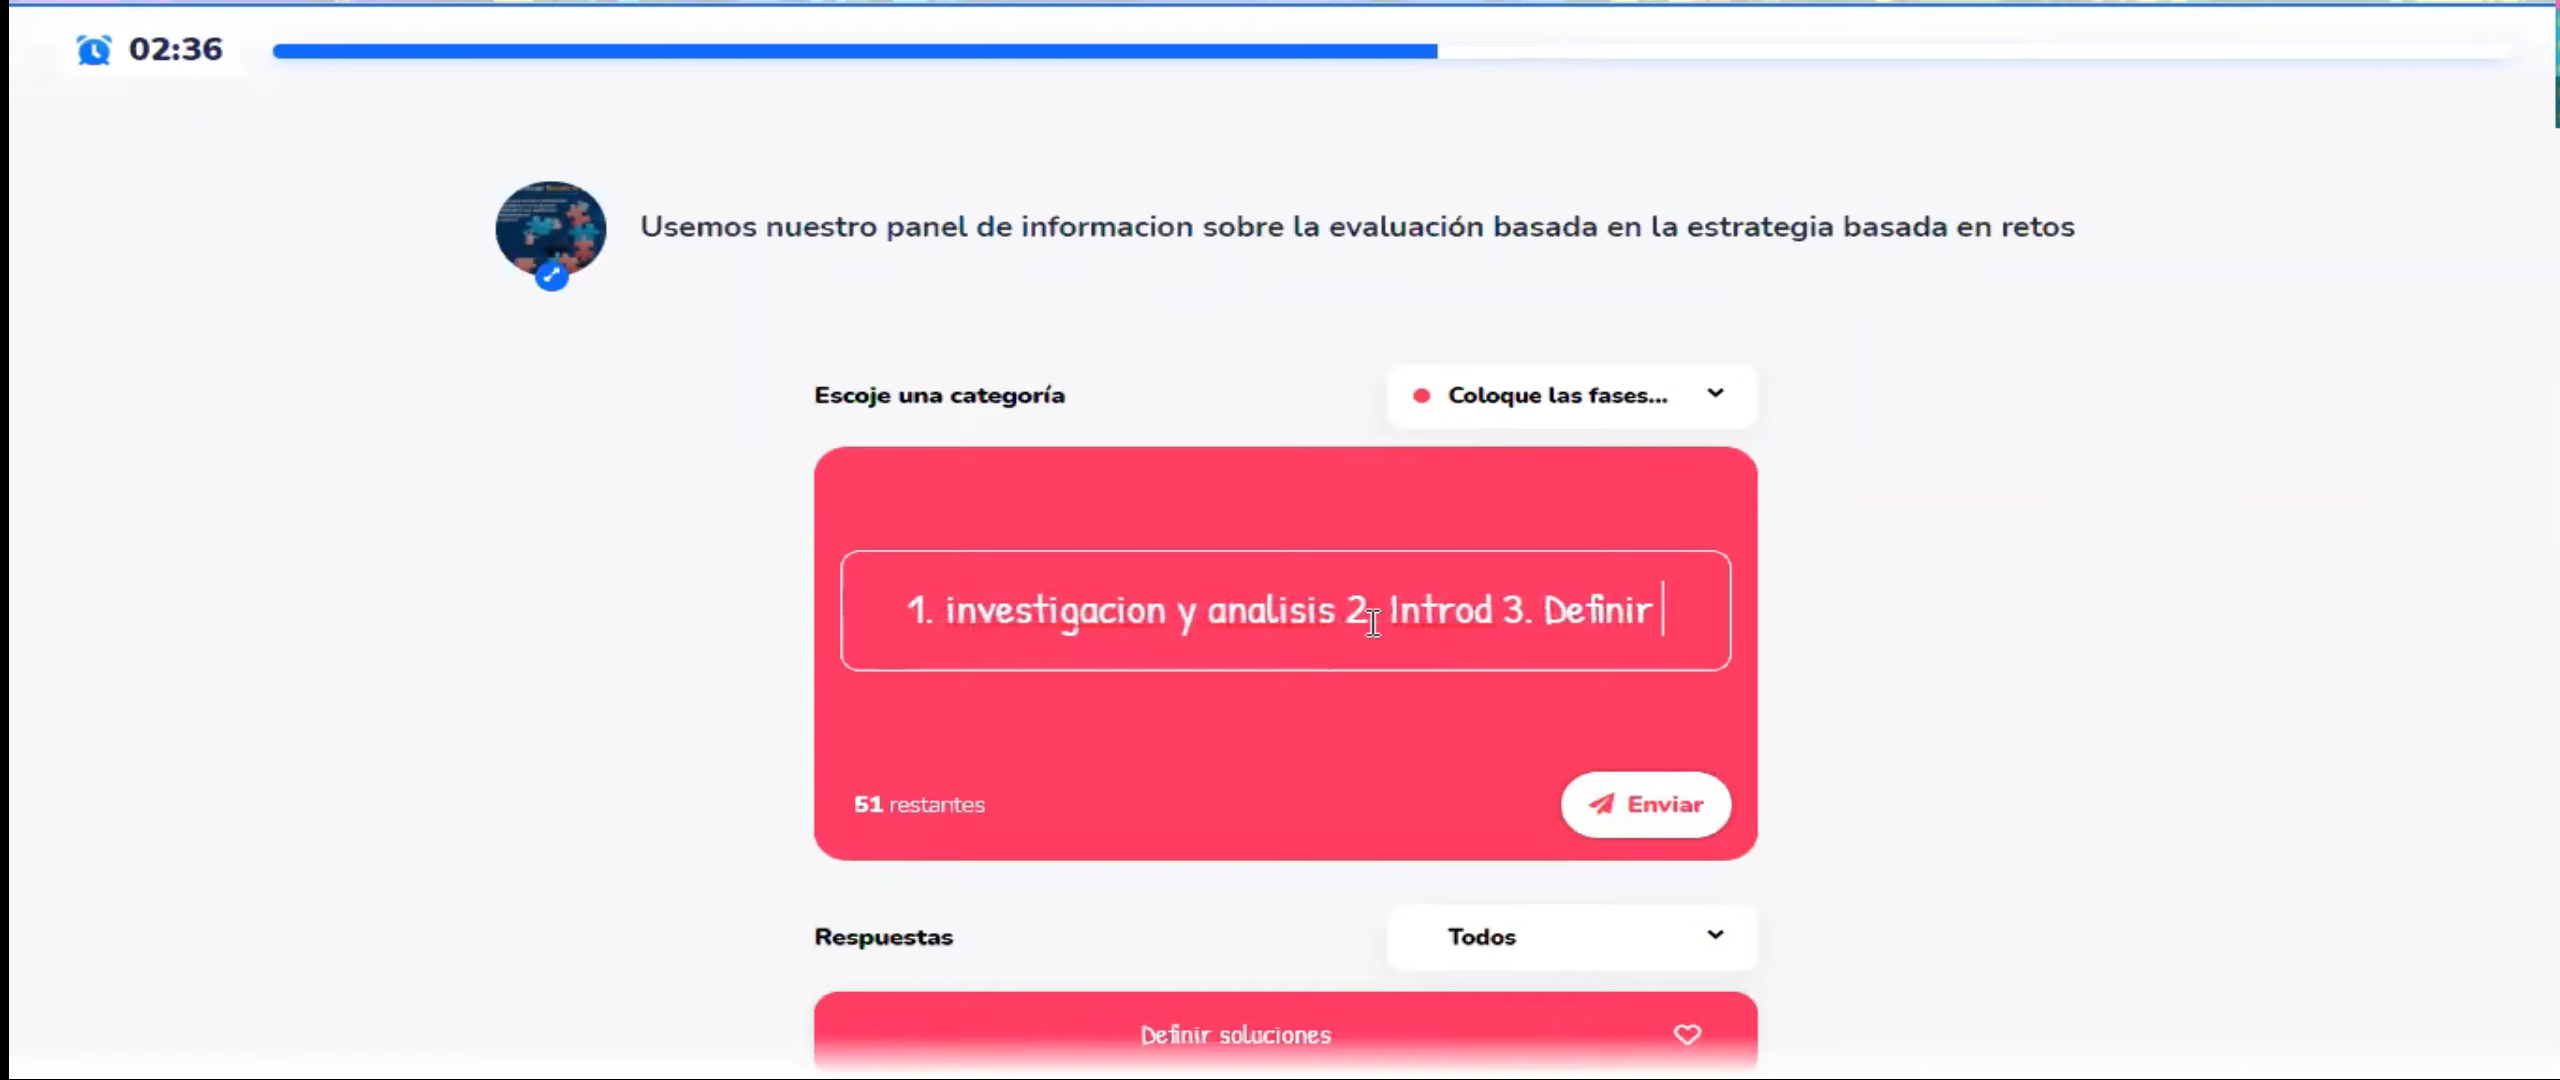 02:36
Usemos nuestro panel de informacion sobre la evaluación basada en la estrategia basada en retos
Escoje una categoría
Coloque las fases...
1. investigacion y analisis 2. Introd 3. Definir
51 restantes
Enviar
Respuestas
Todos
Definir soluciones